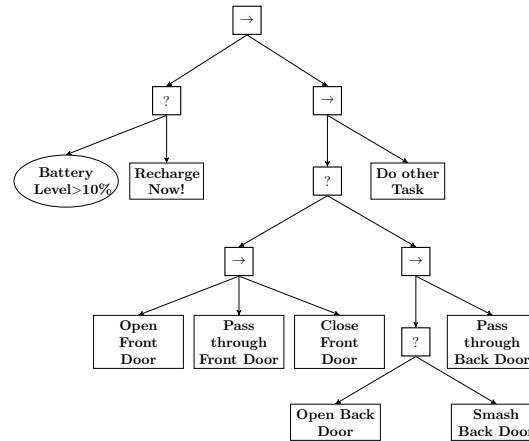 →
?
→
Battery
Level>10%
Recharge
Now!
?
Do other
Task
→
→
Open
Front
Door
Pass
through
Front Door
Close
Front
Door
?
Pass
through
Back Door
Open Back
Door
Smash
Back Door